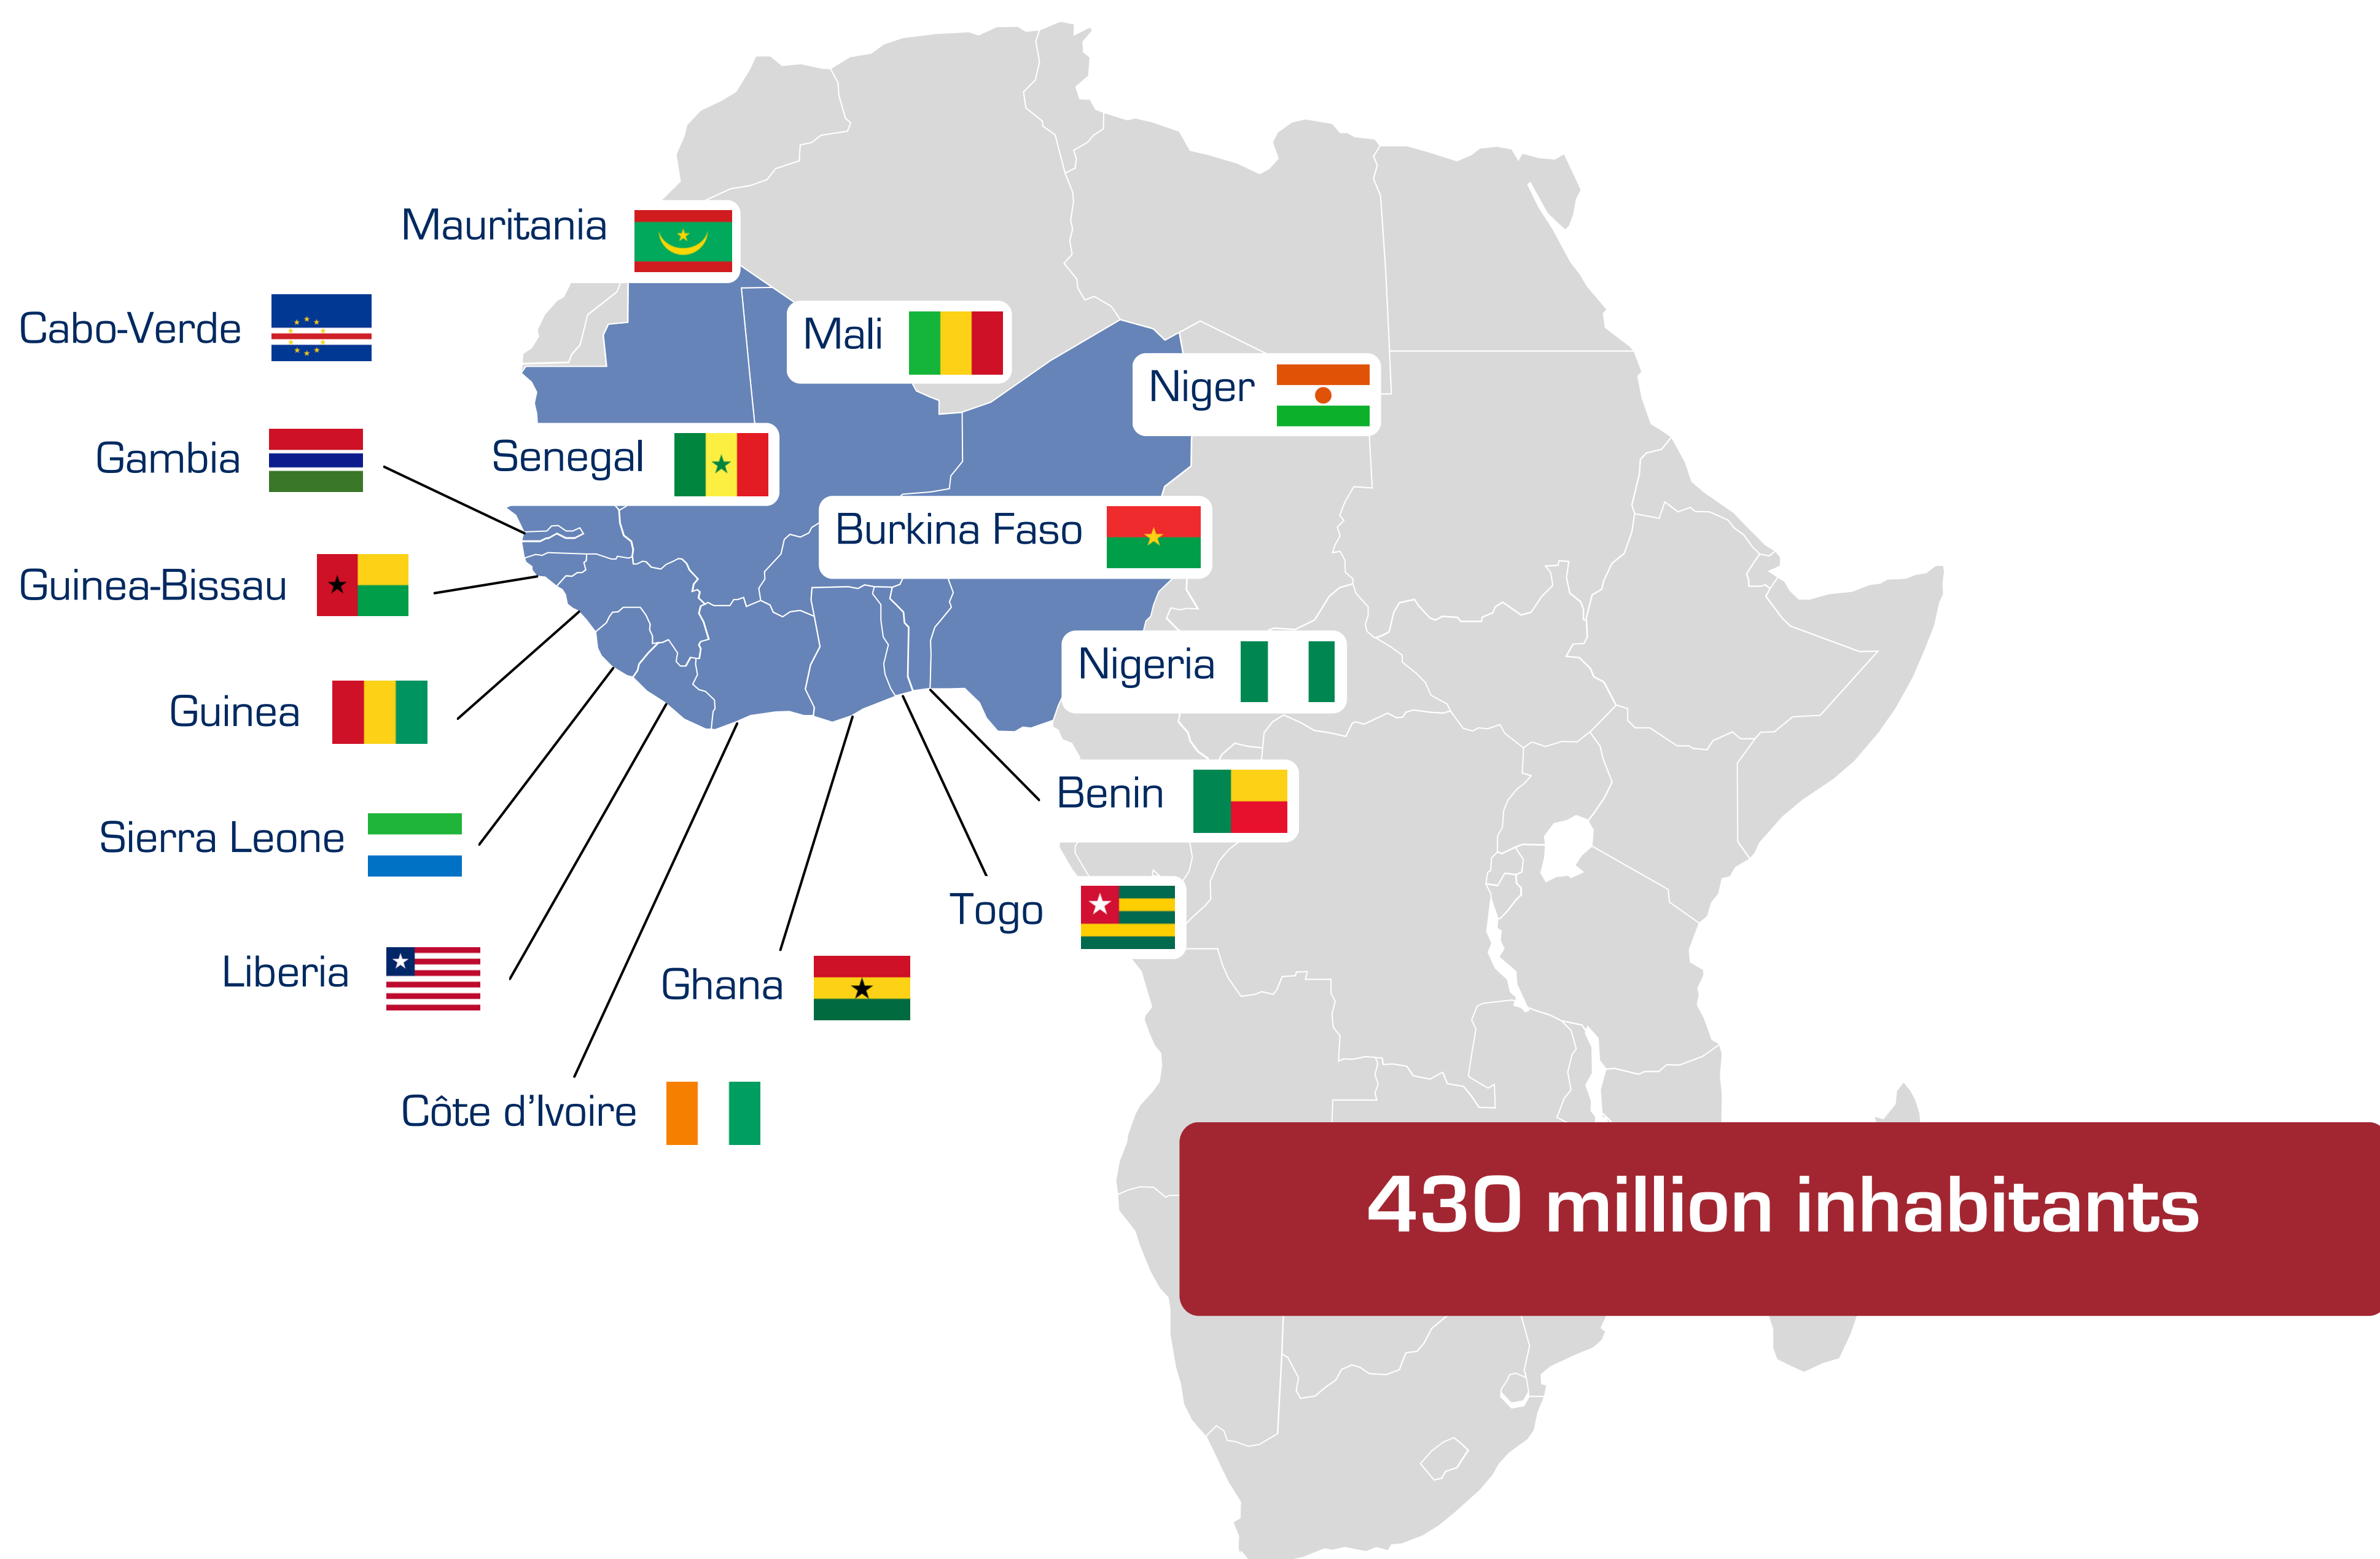 Mauritania
Cabo-Verde
Mali
Niger
Gambia
Senegal
Burkina Faso
Guinea-Bissau
Nigeria
Guinea
Benin
Sierra Leone
Togo
Liberia
Ghana
Côte d’Ivoire
430 million inhabitants